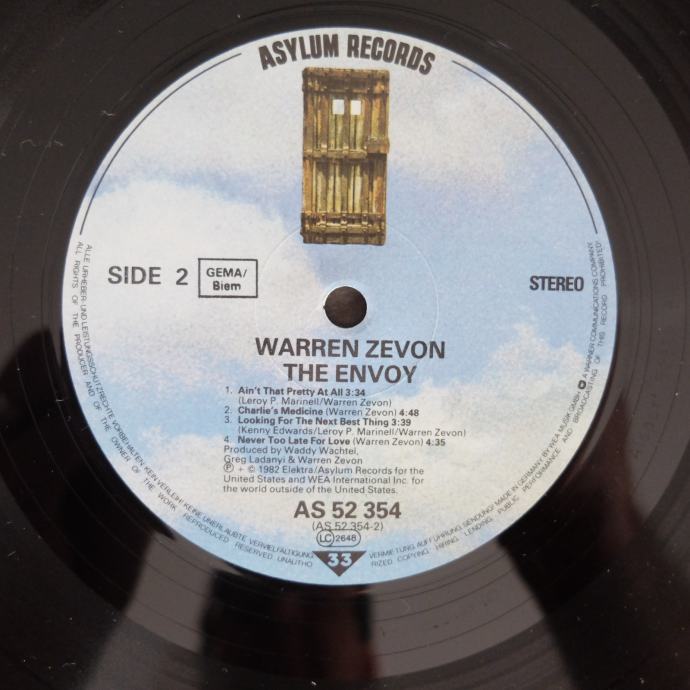 ASYLUM RECORDS
SIDE 2
GEMA/
Biem
STEREO
WARREN ZEVON
THE ENVOY
1. Ain't That Pretty At All 3:34
(Leroy P. Marinell/Warren Zevon)
2. Charlie's Medicine (Warren Zevon) 4:48
3. Looking For The Next Best Thing 3:39
(Kenny Edwards/Leroy P. Marinell/Warren Zevon)
4. Never Too Late For Love (Warren Zevon) 4:35
Produced by Waddy Wachtel,
Greg Ladanyi & Warren Zevon
℗ + © 1982 Elektra/Asylum Records for the
United States and WEA International Inc. for
the world outside of the United States.
AS 52 354
(AS 52 354-2)
LC 2648
33
ALLE URHEBER- UND LEISTUNGSSCHUTZRECHTE VORBEHALTEN. KEIN VERLEIH! KEINE UNERLAUBTE VERVIELFÄLTIGUNG,
VERMIETUNG, AUFFÜHRUNG, SENDUNG! MADE IN GERMANY BY WEA MUSIK GMBH. A WARNER COMMUNICATIONS COMPANY
ALL RIGHTS OF THE PRODUCER AND OF THE OWNER OF THE WORK REPRODUCED RESERVED. UNAUTHO
RIZED COPYING, HIRING, LENDING, PUBLIC PERFORMANCE AND BROADCASTING OF THIS RECORD PROHIBITED!